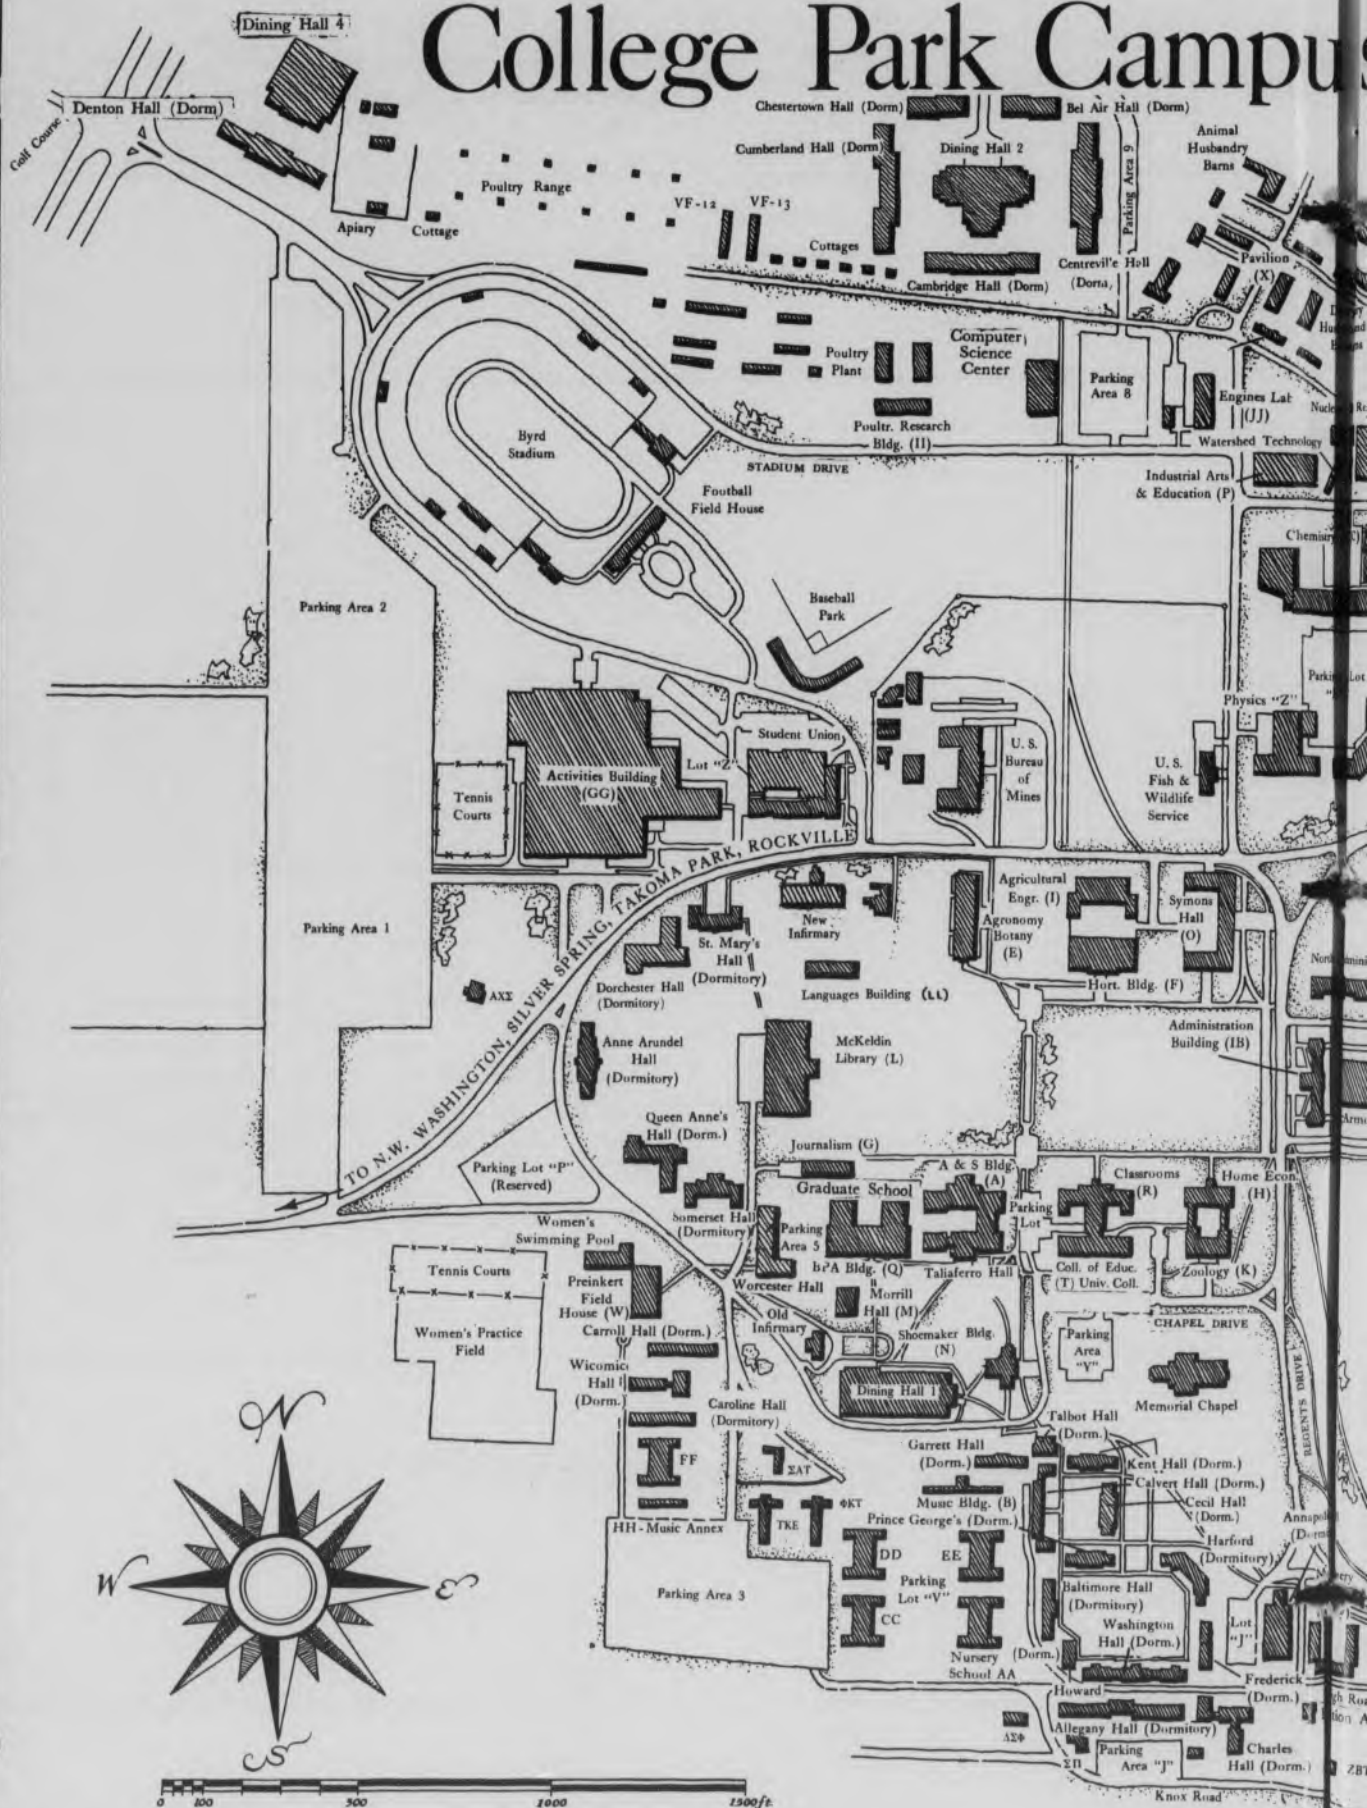 College Park Campus
Dining Hall 4
Denton Hall (Dorm)
Golf Course
Chestertown Hall (Dorm)
Bel Air Hall (Dorm)
Cumberland Hall (Dorm)
Dining Hall 2
Parking Area 9
Animal
Husbandry
Barns
Poultry Range
VF-12
VF-13
Apiary
Cottage
Cottages
Cambridge Hall (Dorm)
Centreville Hall
(Dorm)
Pavilion
(X)
Computer
Science
Center
Poultry
Plant
Parking
Area 8
Engines Lab
(JJ)
Poultr. Research
Bldg. (II)
Watershed Technology
STADIUM DRIVE
Byrd
Stadium
Football
Field House
Industrial Arts
& Education (P)
Parking Area 2
Baseball
Park
Physics "Z"
Student Union
Lot "Z"
Activities Building
(GG)
Tennis
Courts
U. S.
Bureau
of
Mines
U. S.
Fish &
Wildlife
Service
TO N.W. WASHINGTON, SILVER SPRING, TAKOMA PARK, ROCKVILLE
Parking Area 1
ΑΧΣ
St. Mary's
Hall
(Dormitory)
New
Infirmary
Agronomy
Botany
(E)
Agricultural
Engr. (I)
Symons
Hall
(O)
Dorchester Hall
(Dormitory)
Languages Building (LL)
Hort. Bldg. (F)
Anne Arundel
Hall
(Dormitory)
McKeldin
Library (L)
Administration
Building (IB)
Queen Anne's
Hall (Dorm.)
Journalism (G)
Parking Lot "P"
(Reserved)
Graduate School
A & S Bldg.
(A)
Classrooms
(R)
Home Econ.
(H)
Parking
Lot
Somerset Hall
(Dormitory)
Parking
Area 5
Women's
Swimming Pool
BPA Bldg. (Q)
Taliaferro Hall
Coll. of Educ.
(T) Univ. Coll.
Zoology (K)
Tennis Courts
Preinkert
Field
House (W)
Worcester Hall
Morrill
Hall (M)
Old
Infirmary
Shoemaker Bldg.
(N)
CHAPEL DRIVE
Women's Practice
Field
Carroll Hall (Dorm.)
Parking
Area
"Y"
Wicomico
Hall
(Dorm.)
Dining Hall 1
Memorial Chapel
REGENTS DRIVE
Caroline Hall
(Dormitory)
Talbot Hall
(Dorm.)
Garrett Hall
(Dorm.)
Kent Hall (Dorm.)
Calvert Hall (Dorm.)
FF
ΣΑΤ
Music Bldg. (B)
Cecil Hall
(Dorm.)
ΦΚΤ
TKE
HH-Music Annex
Prince George's (Dorm.)
Harford
(Dormitory)
DD
EE
Parking
Lot "V"
CC
Parking Area 3
Baltimore Hall
(Dormitory)
Washington
Hall (Dorm.)
Lot
"J"
Nursery
School AA
(Dorm.)
Howard
Frederick
(Dorm.)
Allegany Hall (Dormitory)
ΔΣΦ
ΣΠ
Parking
Area "J"
Charles
Hall (Dorm.)
ZBT
Knox Road
N
W
E
S
0 100 500 1000 1500 ft.